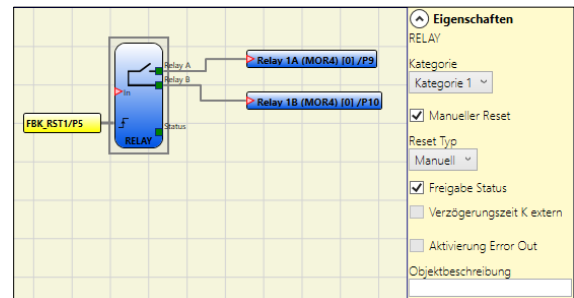 Relay A
Relay B
In
Status
RELAY
FBK_RST1/P5
Relay 1A (MOR4) [0] /P9
Relay 1B (MOR4) [0] /P10
Eigenschaften
RELAY
Kategorie
Kategorie 1
Manueller Reset
Reset Typ
Manuell
Freigabe Status
Verzögerungszeit K extern
Aktivierung Error Out
Objektbeschreibung